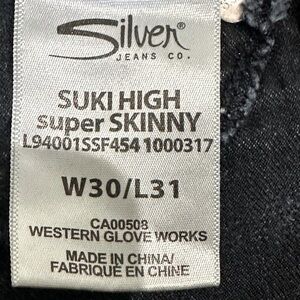 Silver®
JEANS CO.
SUKI HIGH
super SKINNY
L94001SSF454 1000317
W30/L31
CA00508
WESTERN GLOVE WORKS
MADE IN CHINA/
FABRIQUÉ EN CHINE